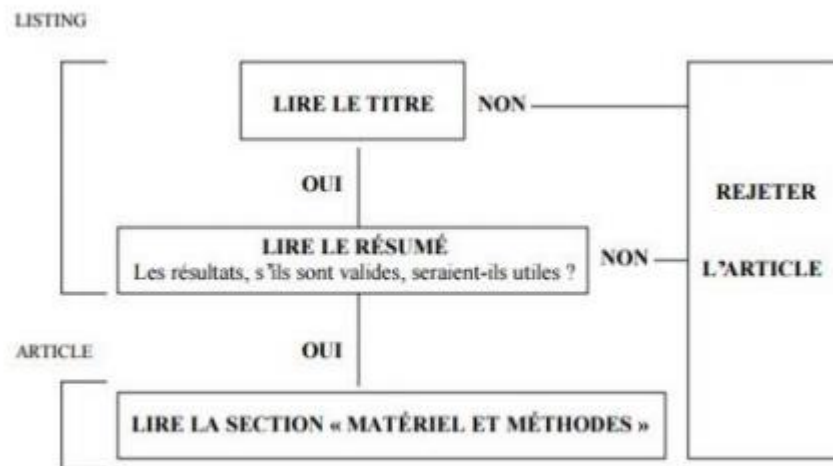 LISTING
LIRE LE TITRE
NON
OUI
REJETER
LIRE LE RÉSUMÉ
Les résultats, s'ils sont valides, seraient-ils utiles ?
NON
L'ARTICLE
ARTICLE
OUI
LIRE LA SECTION « MATÉRIEL ET MÉTHODES »